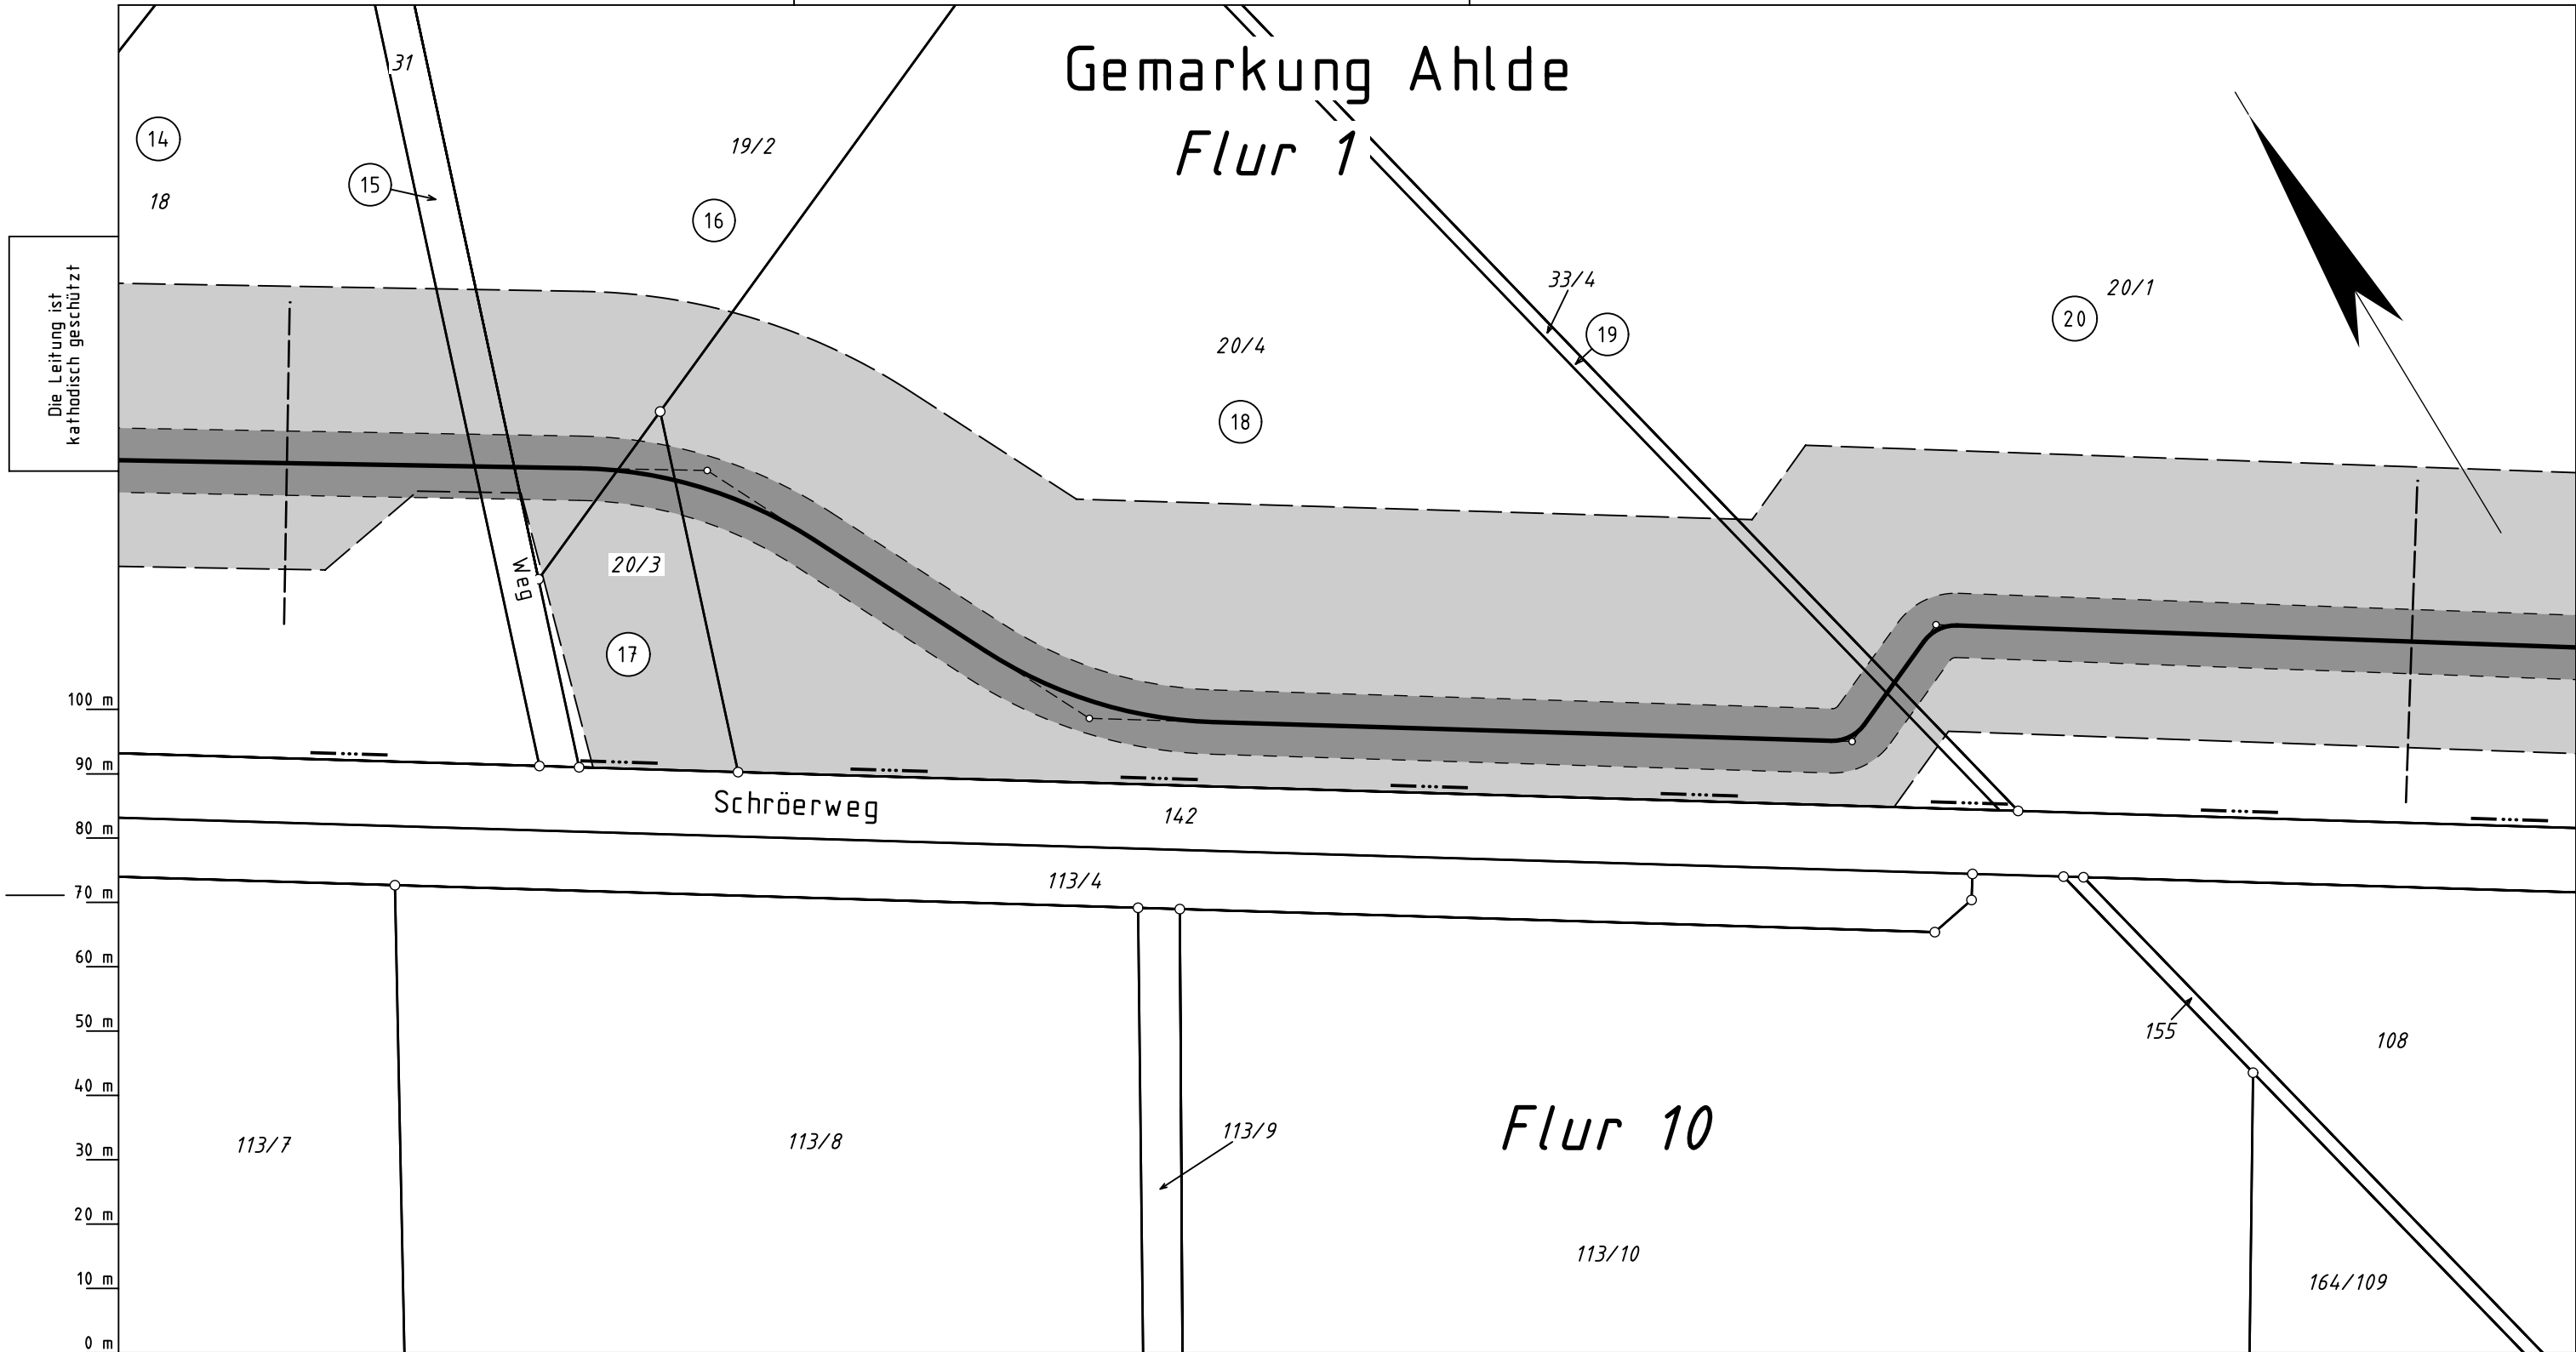 Gemarkung Ahlde
Flur 1
31
14
18
15
19/2
16
33/4
19
20/1
20
20/4
18
Die Leitung ist
kathodisch geschützt
Weg
20/3
17
100 m
90 m
80 m
70 m
60 m
50 m
40 m
30 m
20 m
10 m
0 m
Schröerweg
142
113/4
155
108
Flur 10
113/7
113/8
113/9
113/10
164/109